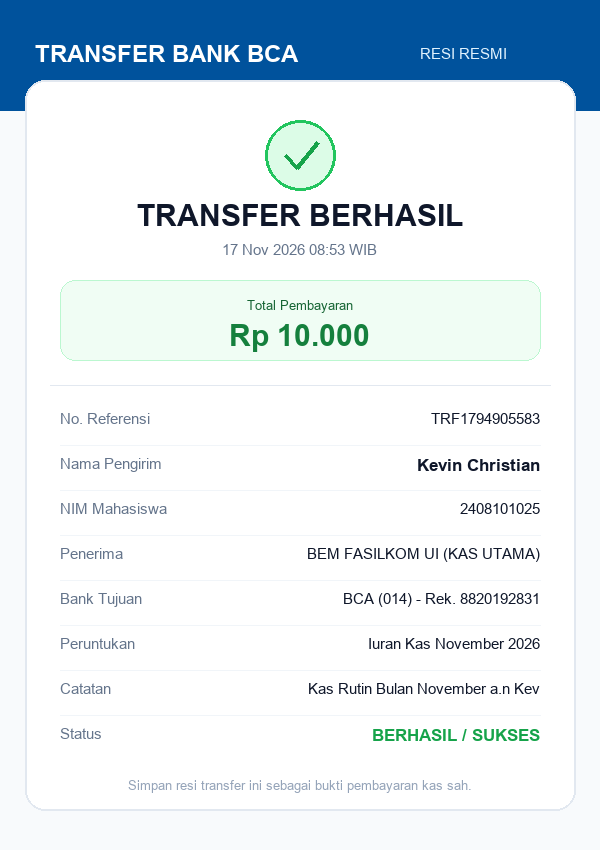 TRANSFER BANK BCA
RESI RESMI
TRANSFER BERHASIL
17 Nov 2026 08:53 WIB
Total Pembayaran
Rp 10.000
No. Referensi TRF1794905583
Nama Pengirim Kevin Christian
NIM Mahasiswa 2408101025
Penerima BEM FASILKOM UI (KAS UTAMA)
Bank Tujuan BCA (014) - Rek. 8820192831
Peruntukan Iuran Kas November 2026
Catatan Kas Rutin Bulan November a.n Kev
Status BERHASIL / SUKSES
Simpan resi transfer ini sebagai bukti pembayaran kas sah.